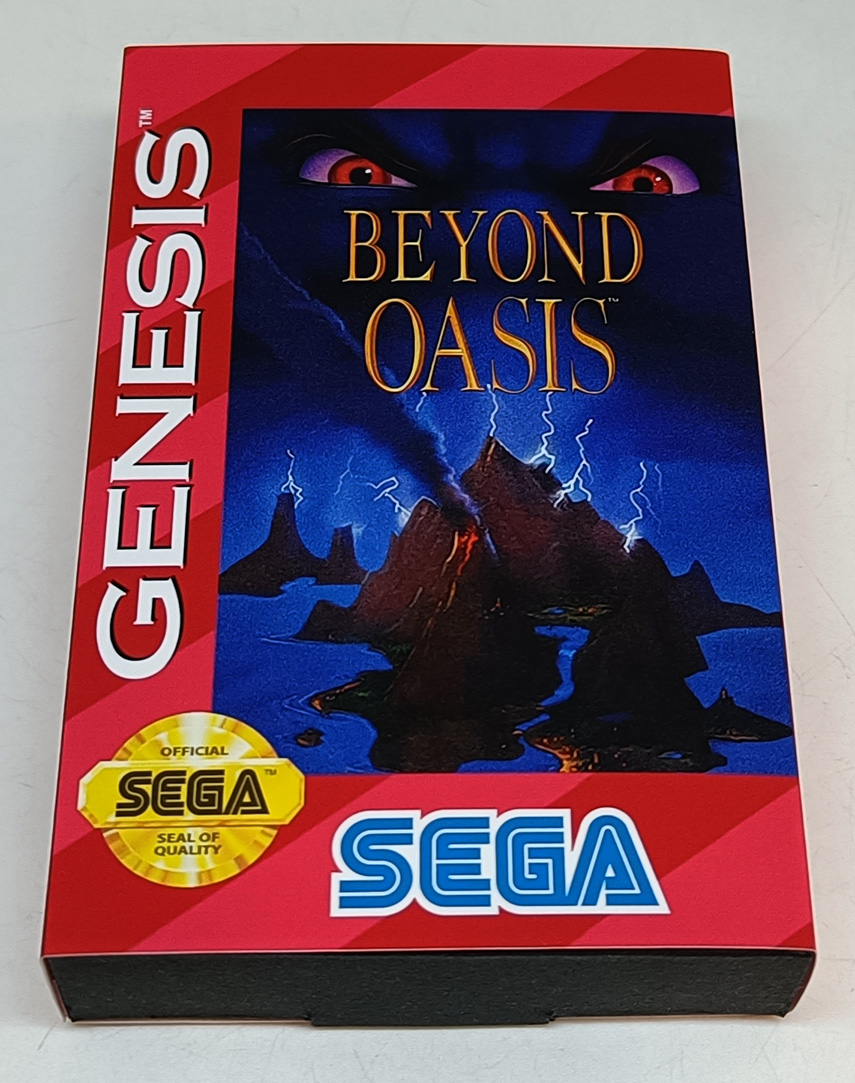 GENESIS™
BEYOND
OASIS™
OFFICIAL
SEGA™
SEAL OF
QUALITY
SEGA